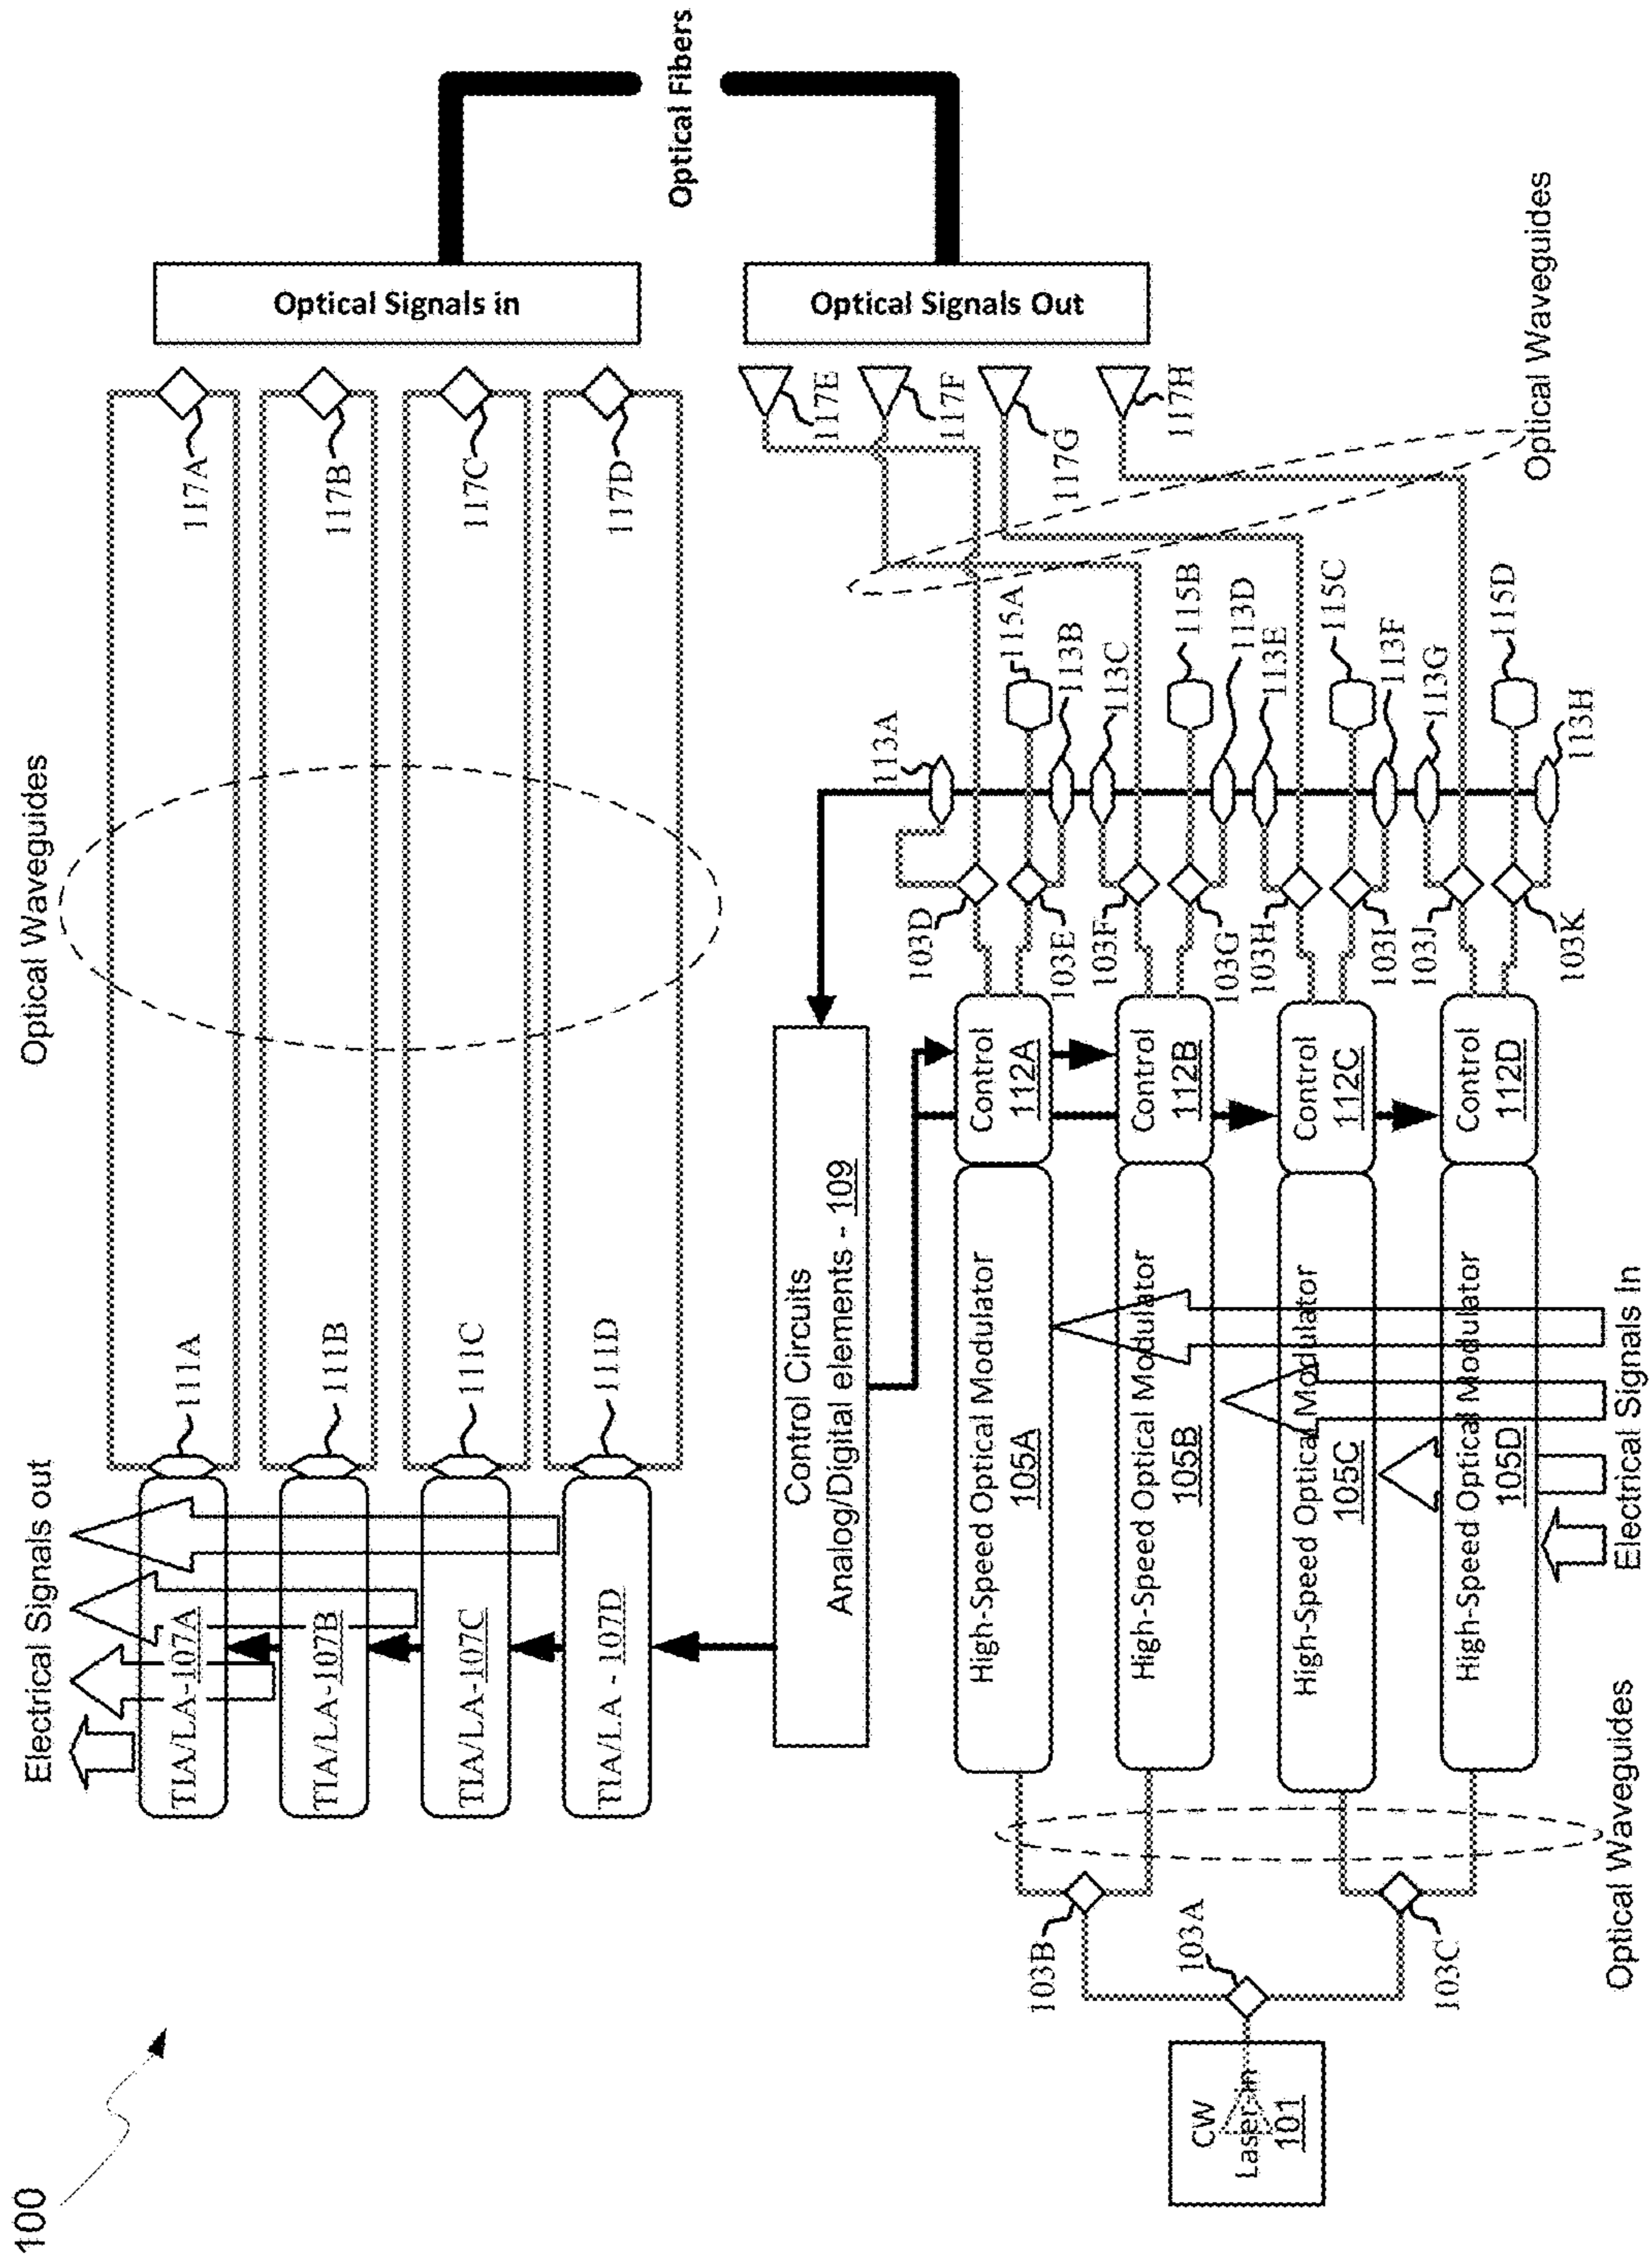 100
Electrical Signals out
Optical Waveguides
TIA/LA-107A
TIA/LA-107B
TIA/LA-107C
TIA/LA - 107D
111A
111B
111C
111D
117A
117B
117C
117D
Optical Signals in
Optical Fibers
Optical Signals Out
Control Circuits
Analog/Digital elements - 109
117E
117F
1117G
117H
Optical Waveguides
CW
Laser-in
101
103A
103B
103C
Optical Waveguides
High-Speed Optical Modulator
105A
High-Speed Optical Modulator
105B
High-Speed Optical Modulator
105C
High-Speed Optical Modulator
105D
Electrical Signals In
Control
112A
Control
112B
Control
112C
Control
112D
103D
103E
103F
103G
103H
103I
103J
103K
113A
115A
113B
113C
115B
113D
113E
115C
113F
113G
115D
113H